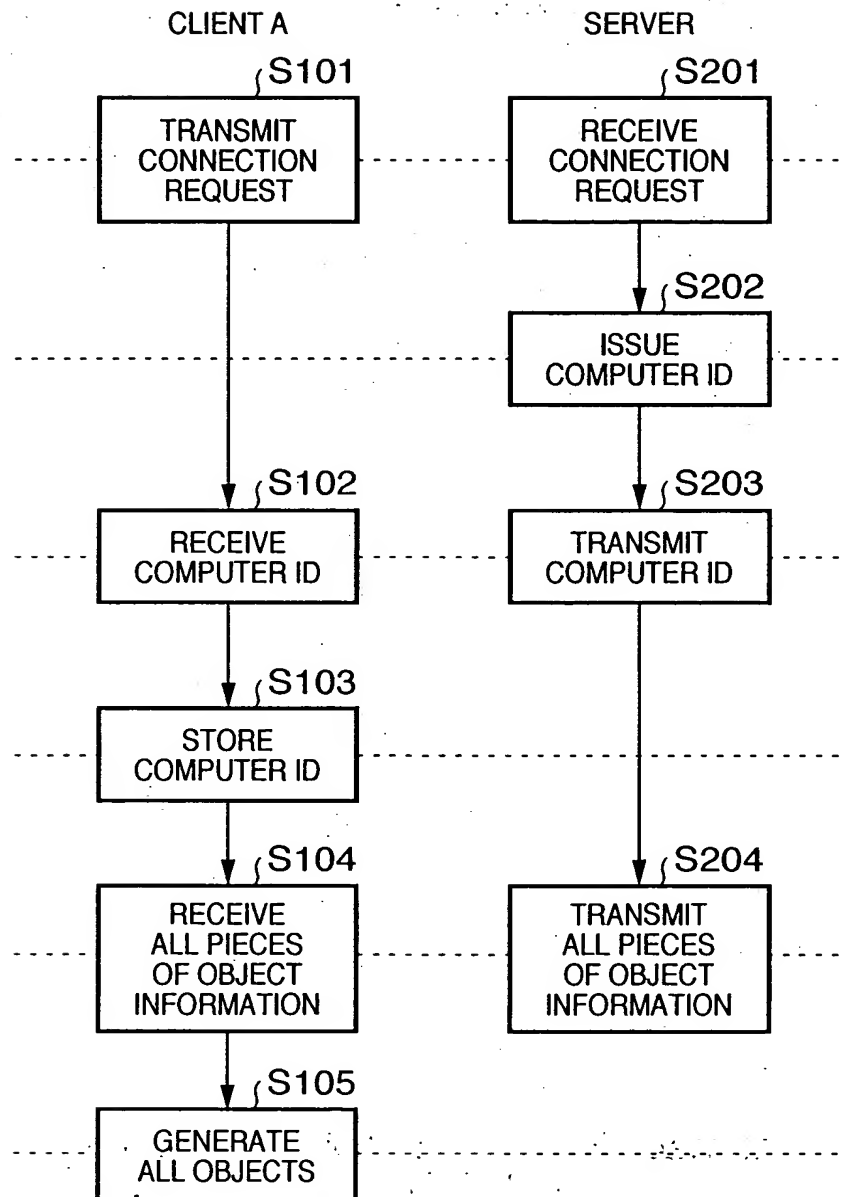 CLIENT A
SERVER
S101
S201
TRANSMIT
CONNECTION
REQUEST
RECEIVE
CONNECTION
REQUEST
S202
ISSUE
COMPUTER ID
S102
S203
RECEIVE
COMPUTER ID
TRANSMIT
COMPUTER ID
S103
STORE
COMPUTER ID
S104
S204
RECEIVE
ALL PIECES
OF OBJECT
INFORMATION
TRANSMIT
ALL PIECES
OF OBJECT
INFORMATION
S105
GENERATE
ALL OBJECTS